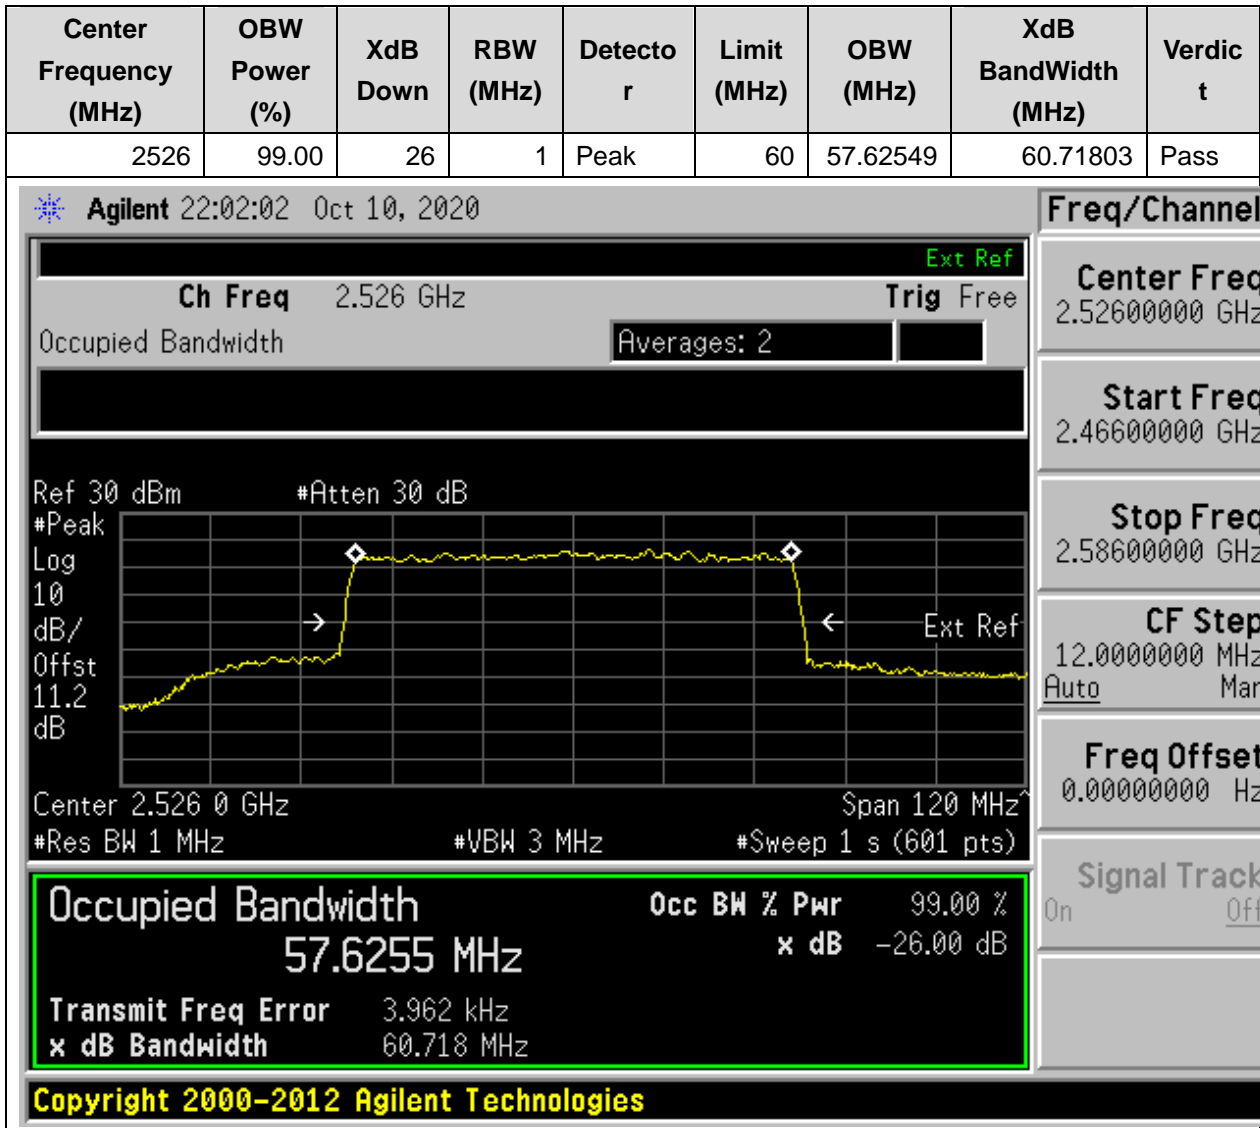 Center Frequency (MHz) OBW Power (%) XdB Down RBW (MHz) Detecto r Limit (MHz) OBW (MHz) XdB BandWidth (MHz) Verdic t
2526 99.00 26 1 Peak 60 57.62549 60.71803 Pass
Agilent 22:02:02 Oct 10, 2020
Freq/Channel
Ext Ref
Ch Freq 2.526 GHz Trig Free
Occupied Bandwidth Averages: 2
Center Freq
2.52600000 GHz
Start Freq
2.46600000 GHz
Stop Freq
2.58600000 GHz
CF Step
12.0000000 MHz
Auto Man
Freq Offset
0.00000000 Hz
Signal Track
On Off
Ref 30 dBm #Atten 30 dB
#Peak
Log
10
dB/
Offst
11.2
dB
Ext Ref
Center 2.526 0 GHz Span 120 MHz^
#Res BW 1 MHz #VBW 3 MHz #Sweep 1 s (601 pts)
Occupied Bandwidth Occ BW % Pwr 99.00 %
57.6255 MHz x dB -26.00 dB
Transmit Freq Error 3.962 kHz
x dB Bandwidth 60.718 MHz
Copyright 2000-2012 Agilent Technologies